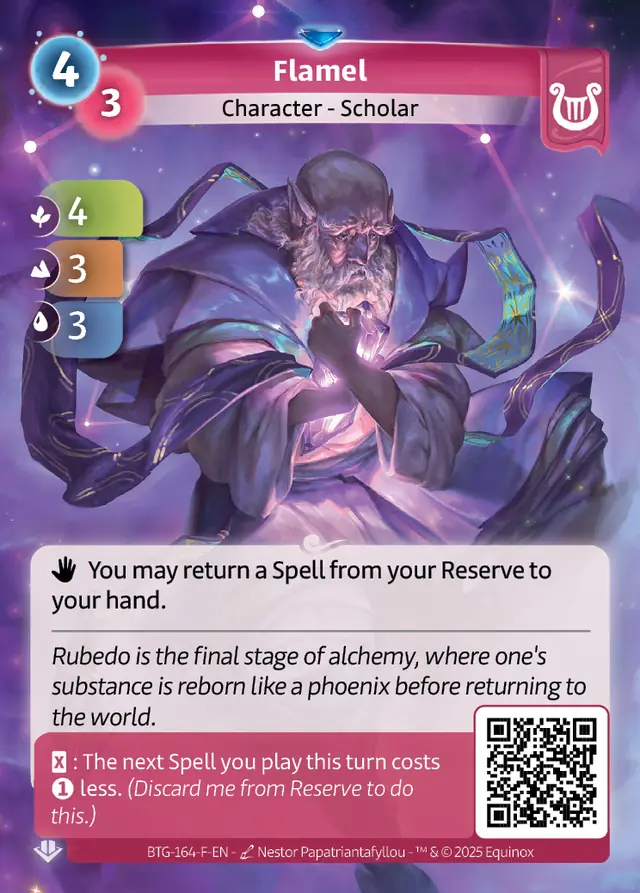 4
Flamel
3
Character - Scholar
4
3
3
You may return a Spell from your Reserve to
your hand.
Rubedo is the final stage of alchemy, where one's
substance is reborn like a phoenix before returning to
the world.
X : The next Spell you play this turn costs
1 less. (Discard me from Reserve to do
this.)
BTG-164-F-EN - Nestor Papatriantafyllou - ™ & © 2025 Equinox